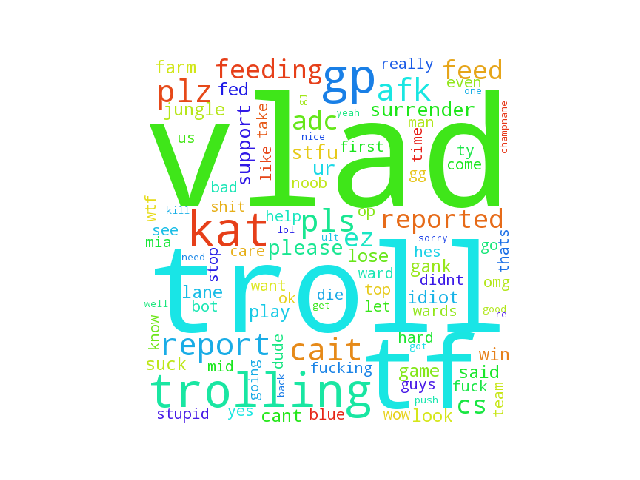 farm feeding gp really feed
plz fed afk even
one
jungle support like take a adc surrender champname
yeah
man time
us nice stfu first ty
ur gg come
bad noob
vlad
wtf shit kat help pls op reported
kill lol
see please ez sorry go thats
mia stop care ult lose hes
need want ward gank didnt omg
lane ok die top idiot
well bot play get let wards good
troll
know report dude cait tf hard got win
suck mid going back fucking game said
trolling guys fuck team
push cs
stupid yes cant blue wow look